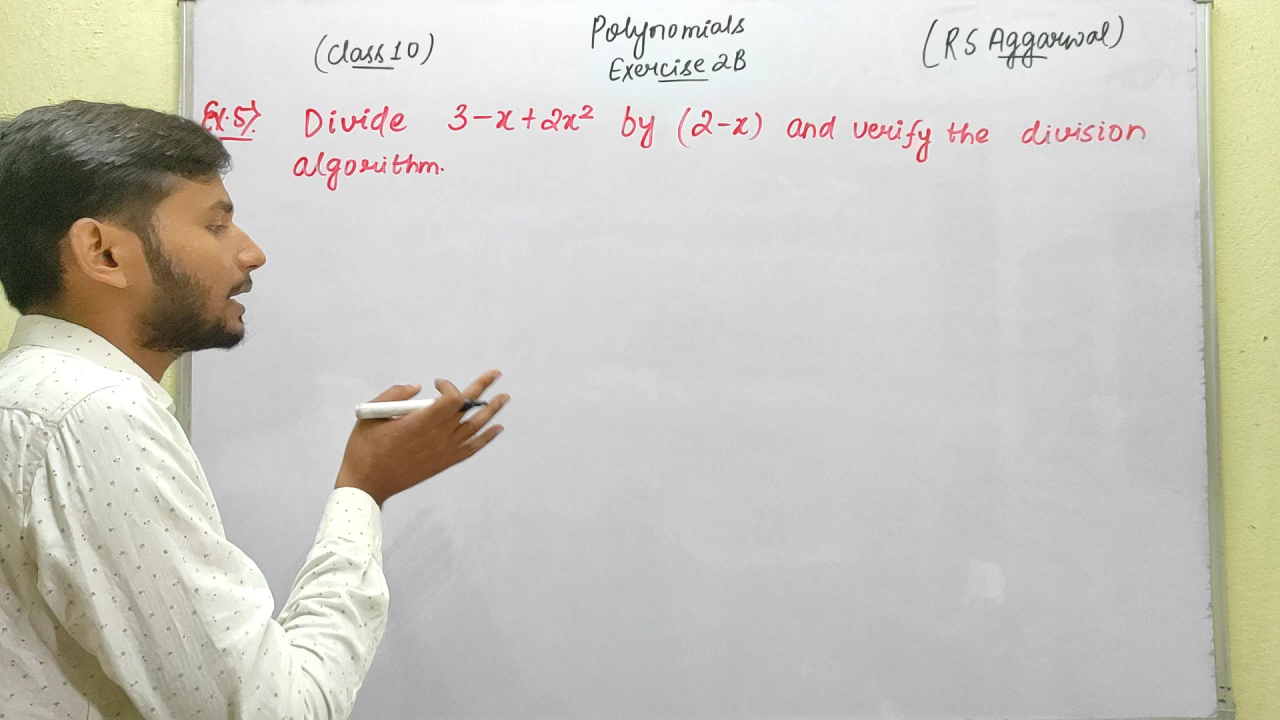 (Class 10)
Polynomials
Exercise 2B
(RS Aggarwal)
Ex.5) Divide 3-x+2x² by (2-x) and verify the division
algorithm.